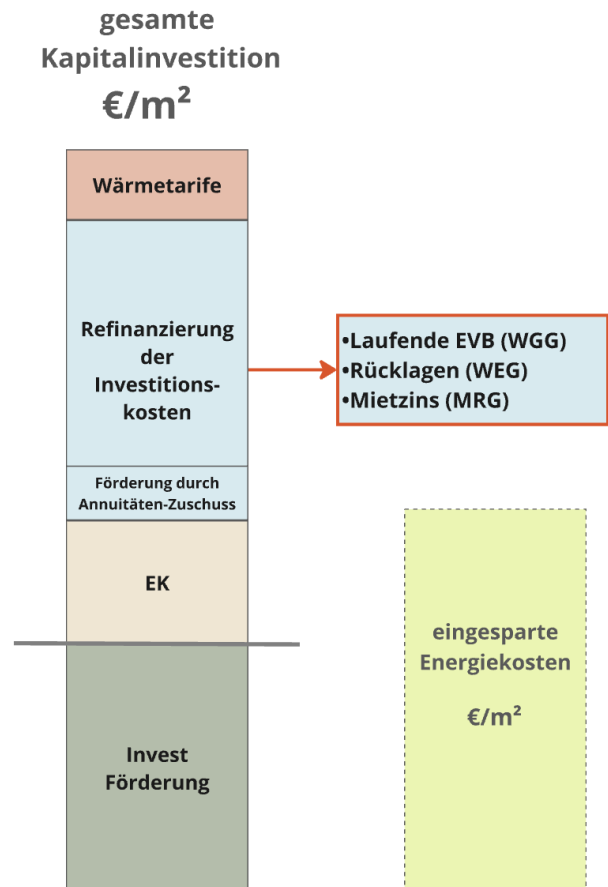 gesamte
Kapitalinvestition
€/m²
Wärmetarife
Refinanzierung
der
Investitions-
kosten
•Laufende EVB (WGG)
•Rücklagen (WEG)
•Mietzins (MRG)
Förderung durch
Annuitäten-Zuschuss
EK
eingesparte
Energiekosten
€/m²
Invest
Förderung